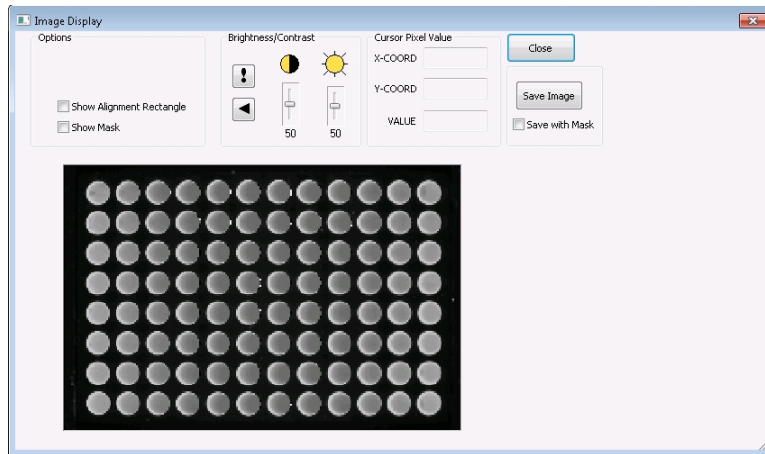 Image Display
Options
Show Alignment Rectangle
Show Mask
Brightness/Contrast
50
50
Cursor Pixel Value
X-COORD
Y-COORD
VALUE
Close
Save Image
Save with Mask